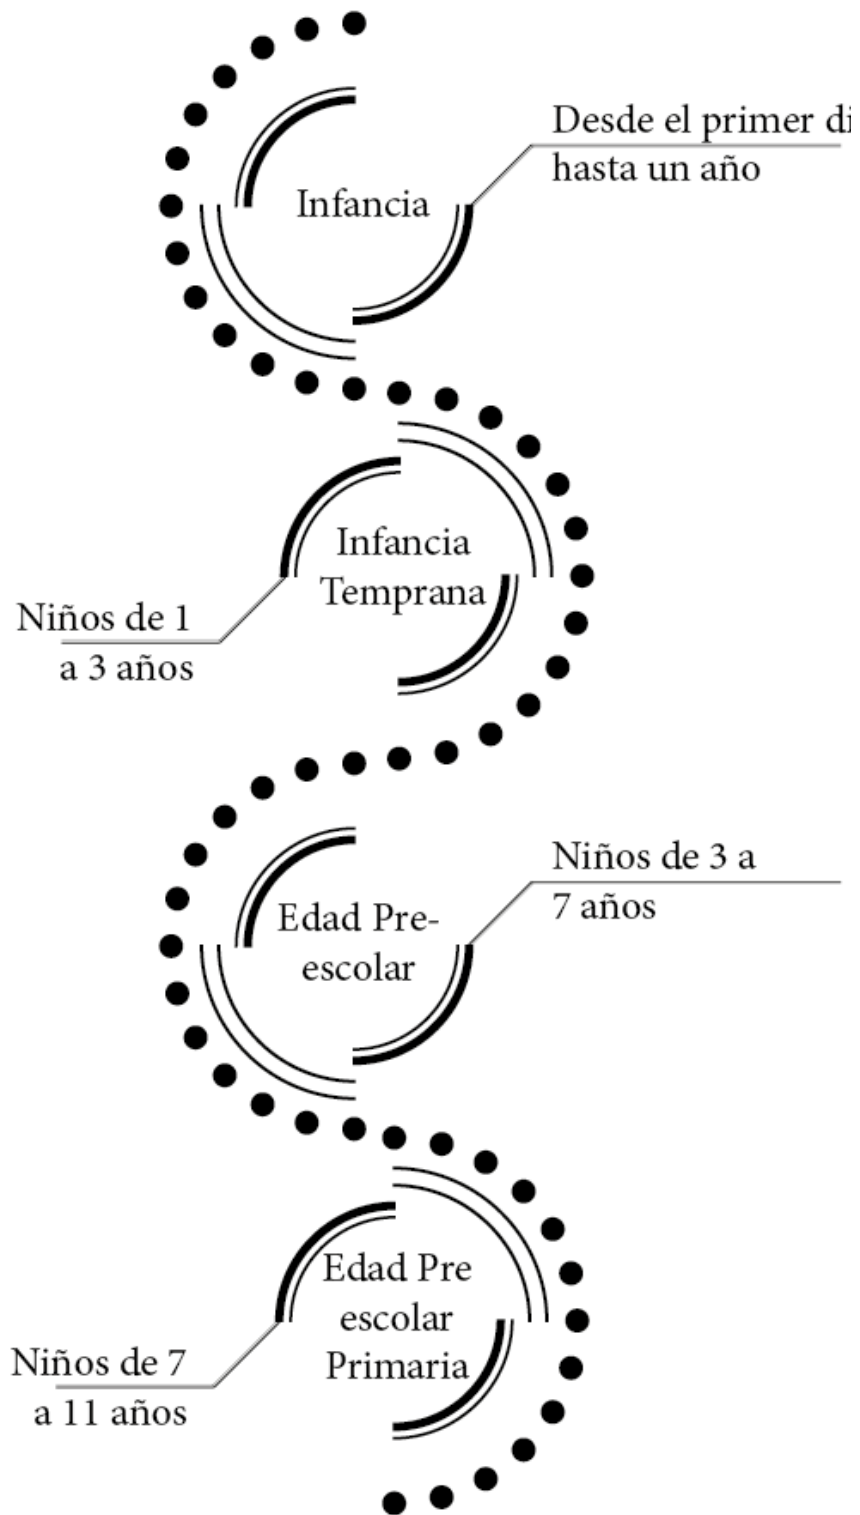 Desde el primer di
hasta un año
Infancia
Infancia
Temprana
Niños de 1
a 3 años
Niños de 3 a
7 años
Edad Pre-
escolar
Edad Pre
escolar
Primaria
Niños de 7
a 11 años